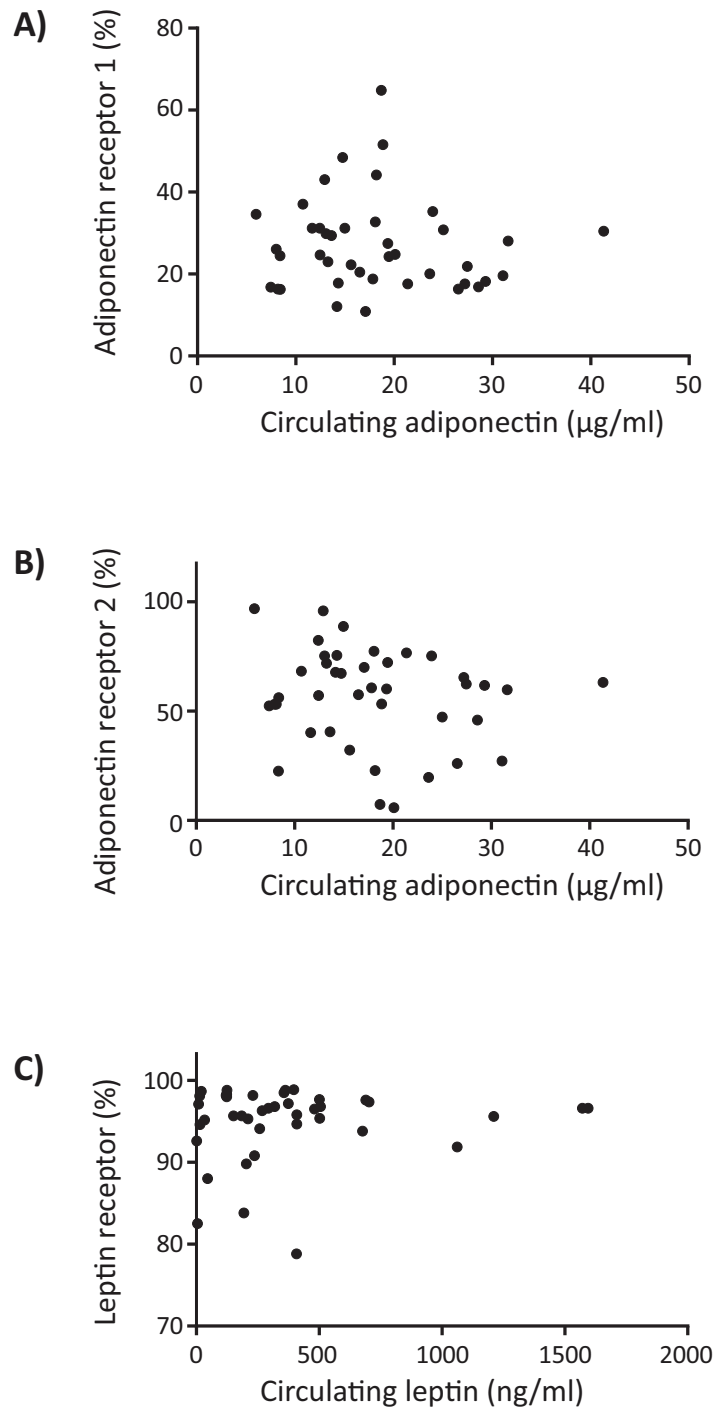 A)
Adiponectin receptor 1 (%)
80
60
40
20
0
0 10 20 30 40 50
Circulating adiponectin (µg/ml)
B)
Adiponectin receptor 2 (%)
100
50
0
0 10 20 30 40 50
Circulating adiponectin (µg/ml)
C)
Leptin receptor (%)
100
90
80
70
0 500 1000 1500 2000
Circulating leptin (ng/ml)